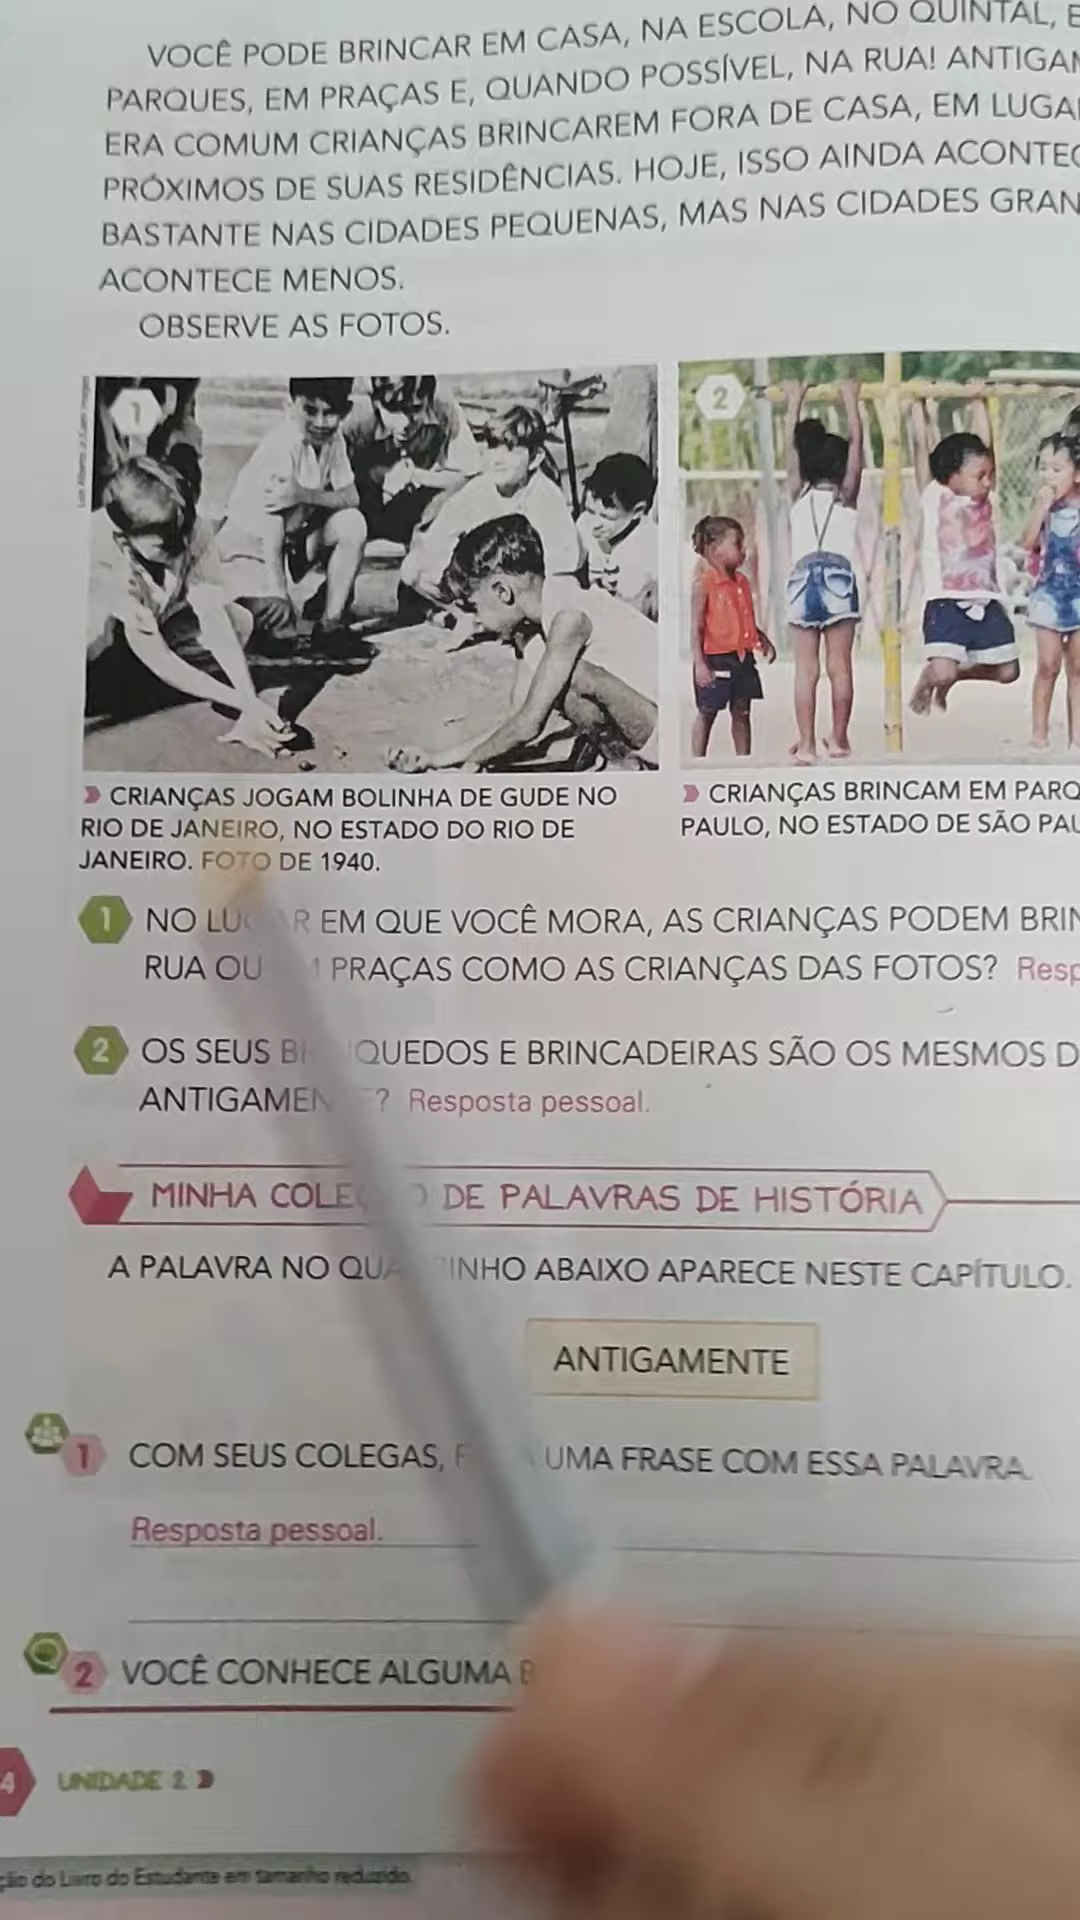 VOCÊ PODE BRINCAR EM CASA, NA ESCOLA, NO QUINTAL,
PARQUES, EM PRAÇAS E, QUANDO POSSÍVEL, NA RUA!
ERA COMUM CRIANÇAS BRINCAREM FORA DE CASA, EM
PRÓXIMOS DE SUAS RESIDÊNCIAS. HOJE, ISSO AINDA
BASTANTE NAS CIDADES PEQUENAS, MAS NAS CIDADES
ACONTECE MENOS.
OBSERVE AS FOTOS.
1
2
CRIANÇAS JOGAM BOLINHA DE GUDE NO
RIO DE JANEIRO, NO ESTADO DO RIO DE
JANEIRO. FOTO DE 1940.
CRIANÇAS BRINCAM EM
PAULO, NO ESTADO DE SÃO
1 NO EM QUE VOCÊ MORA, AS CRIANÇAS PODEM
RUA OU PRAÇAS COMO AS CRIANÇAS DAS FOTOS?
2 OS SEUS E BRINCADEIRAS SÃO OS MESMOS
Resposta pessoal.
MINHA DE PALAVRAS DE HISTÓRIA
A PALAVRA NO ABAIXO APARECE NESTE CAPÍTULO.
ANTIGAMENTE
1 COM SEUS COLEGAS, UMA FRASE COM ESSA PALAVRA.
Resposta pessoal.
2 VOCÊ CONHECE ALGUMA
4 UNIDADE 2
do Livro do Estudante em tamanho reduzido.